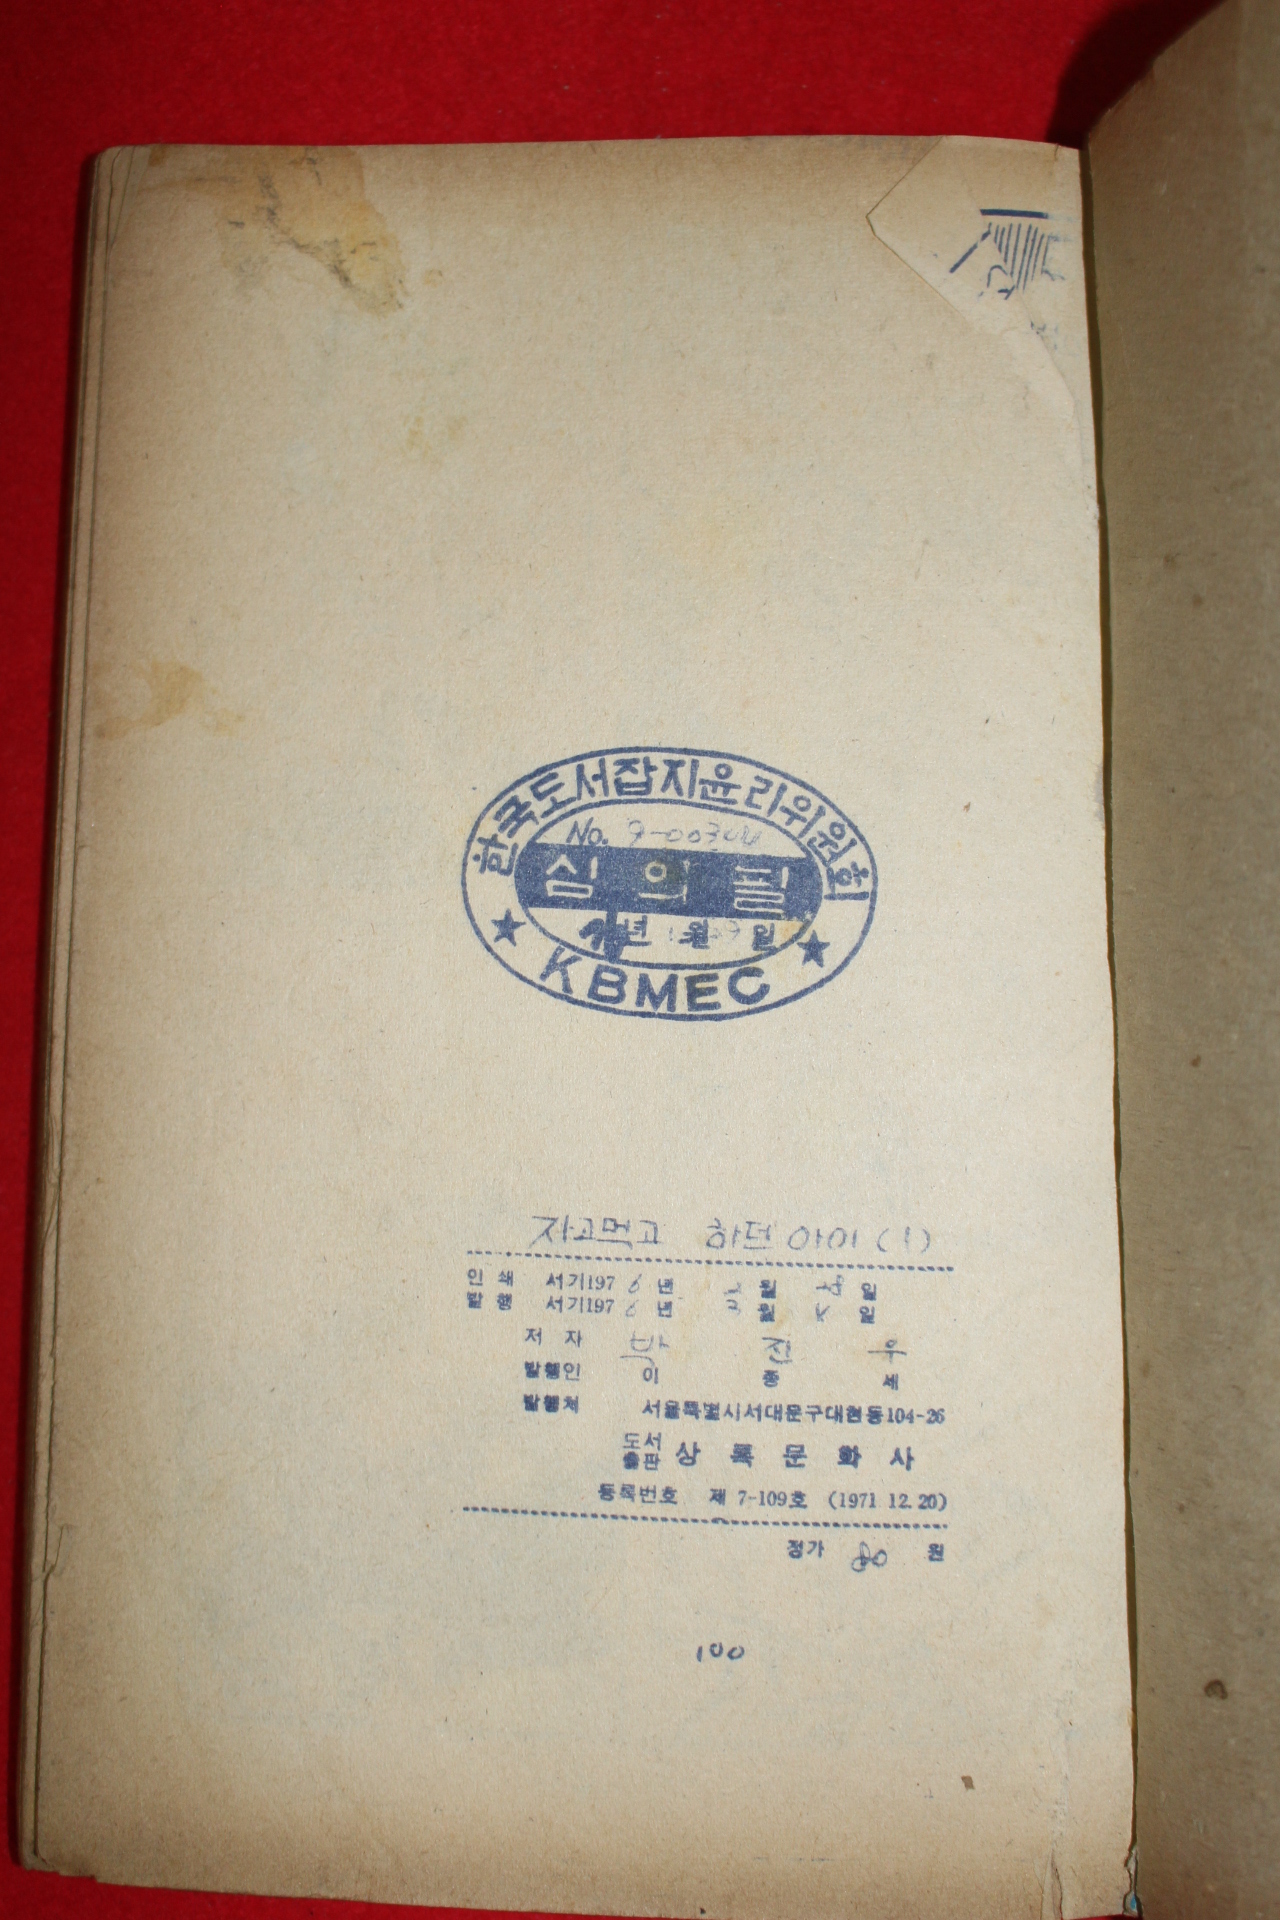 한국도서잡지윤리위원회
No.
심의필
년 월 일
★ KBMEC ★
자고먹고 하던 아이 (1)
인쇄 서기197 6 년 2 월 일
발행 서기197 6 년 3 월 일
저 자 박 진 우
발행인 이 종 세
발행처 서울특별시서대문구대현동104-26
도서출판 상 록 문 화 사
등록번호 제 7-109호 (1971 12. 20)
정가 80 원
100